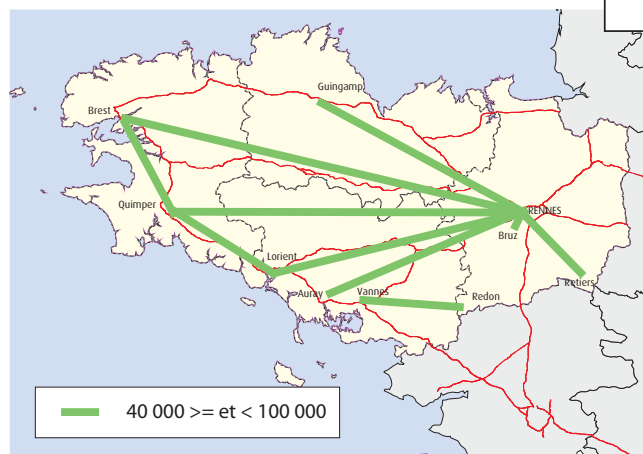 Guingamp
Brest
Quimper
RENNES
Bruz
Lorient
Retiers
Auray
Vannes
Redon
40 000 >= et < 100 000